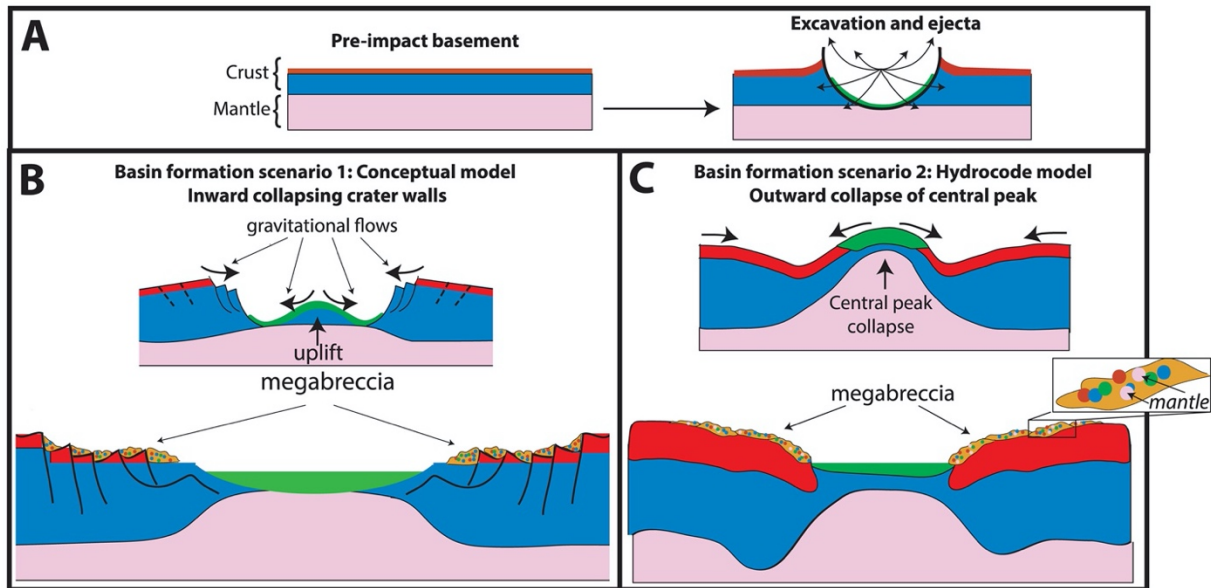 A
Pre-impact basement
Crust
Mantle
Excavation and ejecta
B
Basin formation scenario 1: Conceptual model
Inward collapsing crater walls
gravitational flows
uplift
megabreccia
C
Basin formation scenario 2: Hydrocode model
Outward collapse of central peak
Central peak
collapse
megabreccia
mantle